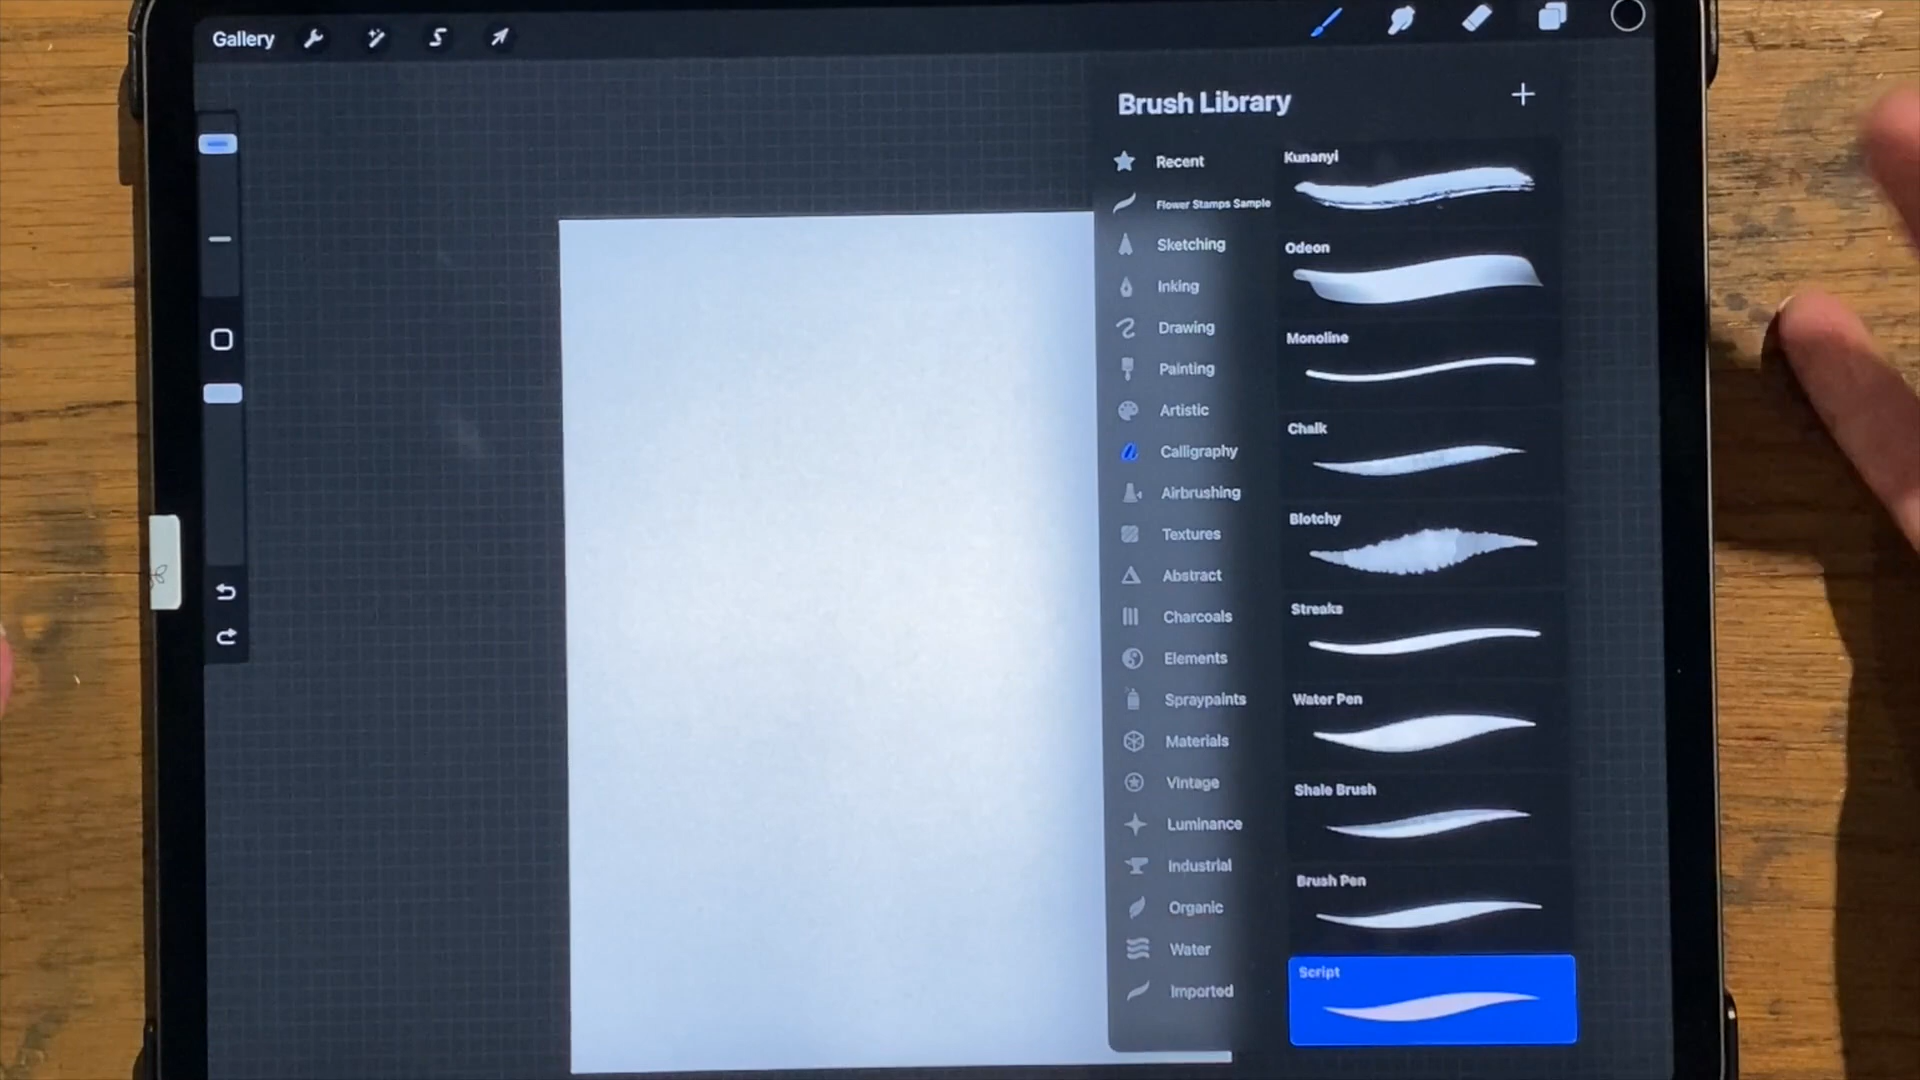 Gallery
Brush Library
Recent
Flower Stamps Sample
Sketching
Inking
Drawing
Painting
Artistic
Calligraphy
Airbrushing
Textures
Abstract
Charcoals
Elements
Spraypaints
Materials
Vintage
Luminance
Industrial
Organic
Water
Imported
Kunanyi
Odeon
Monoline
Chalk
Blotchy
Streaks
Water Pen
Shale Brush
Brush Pen
Script